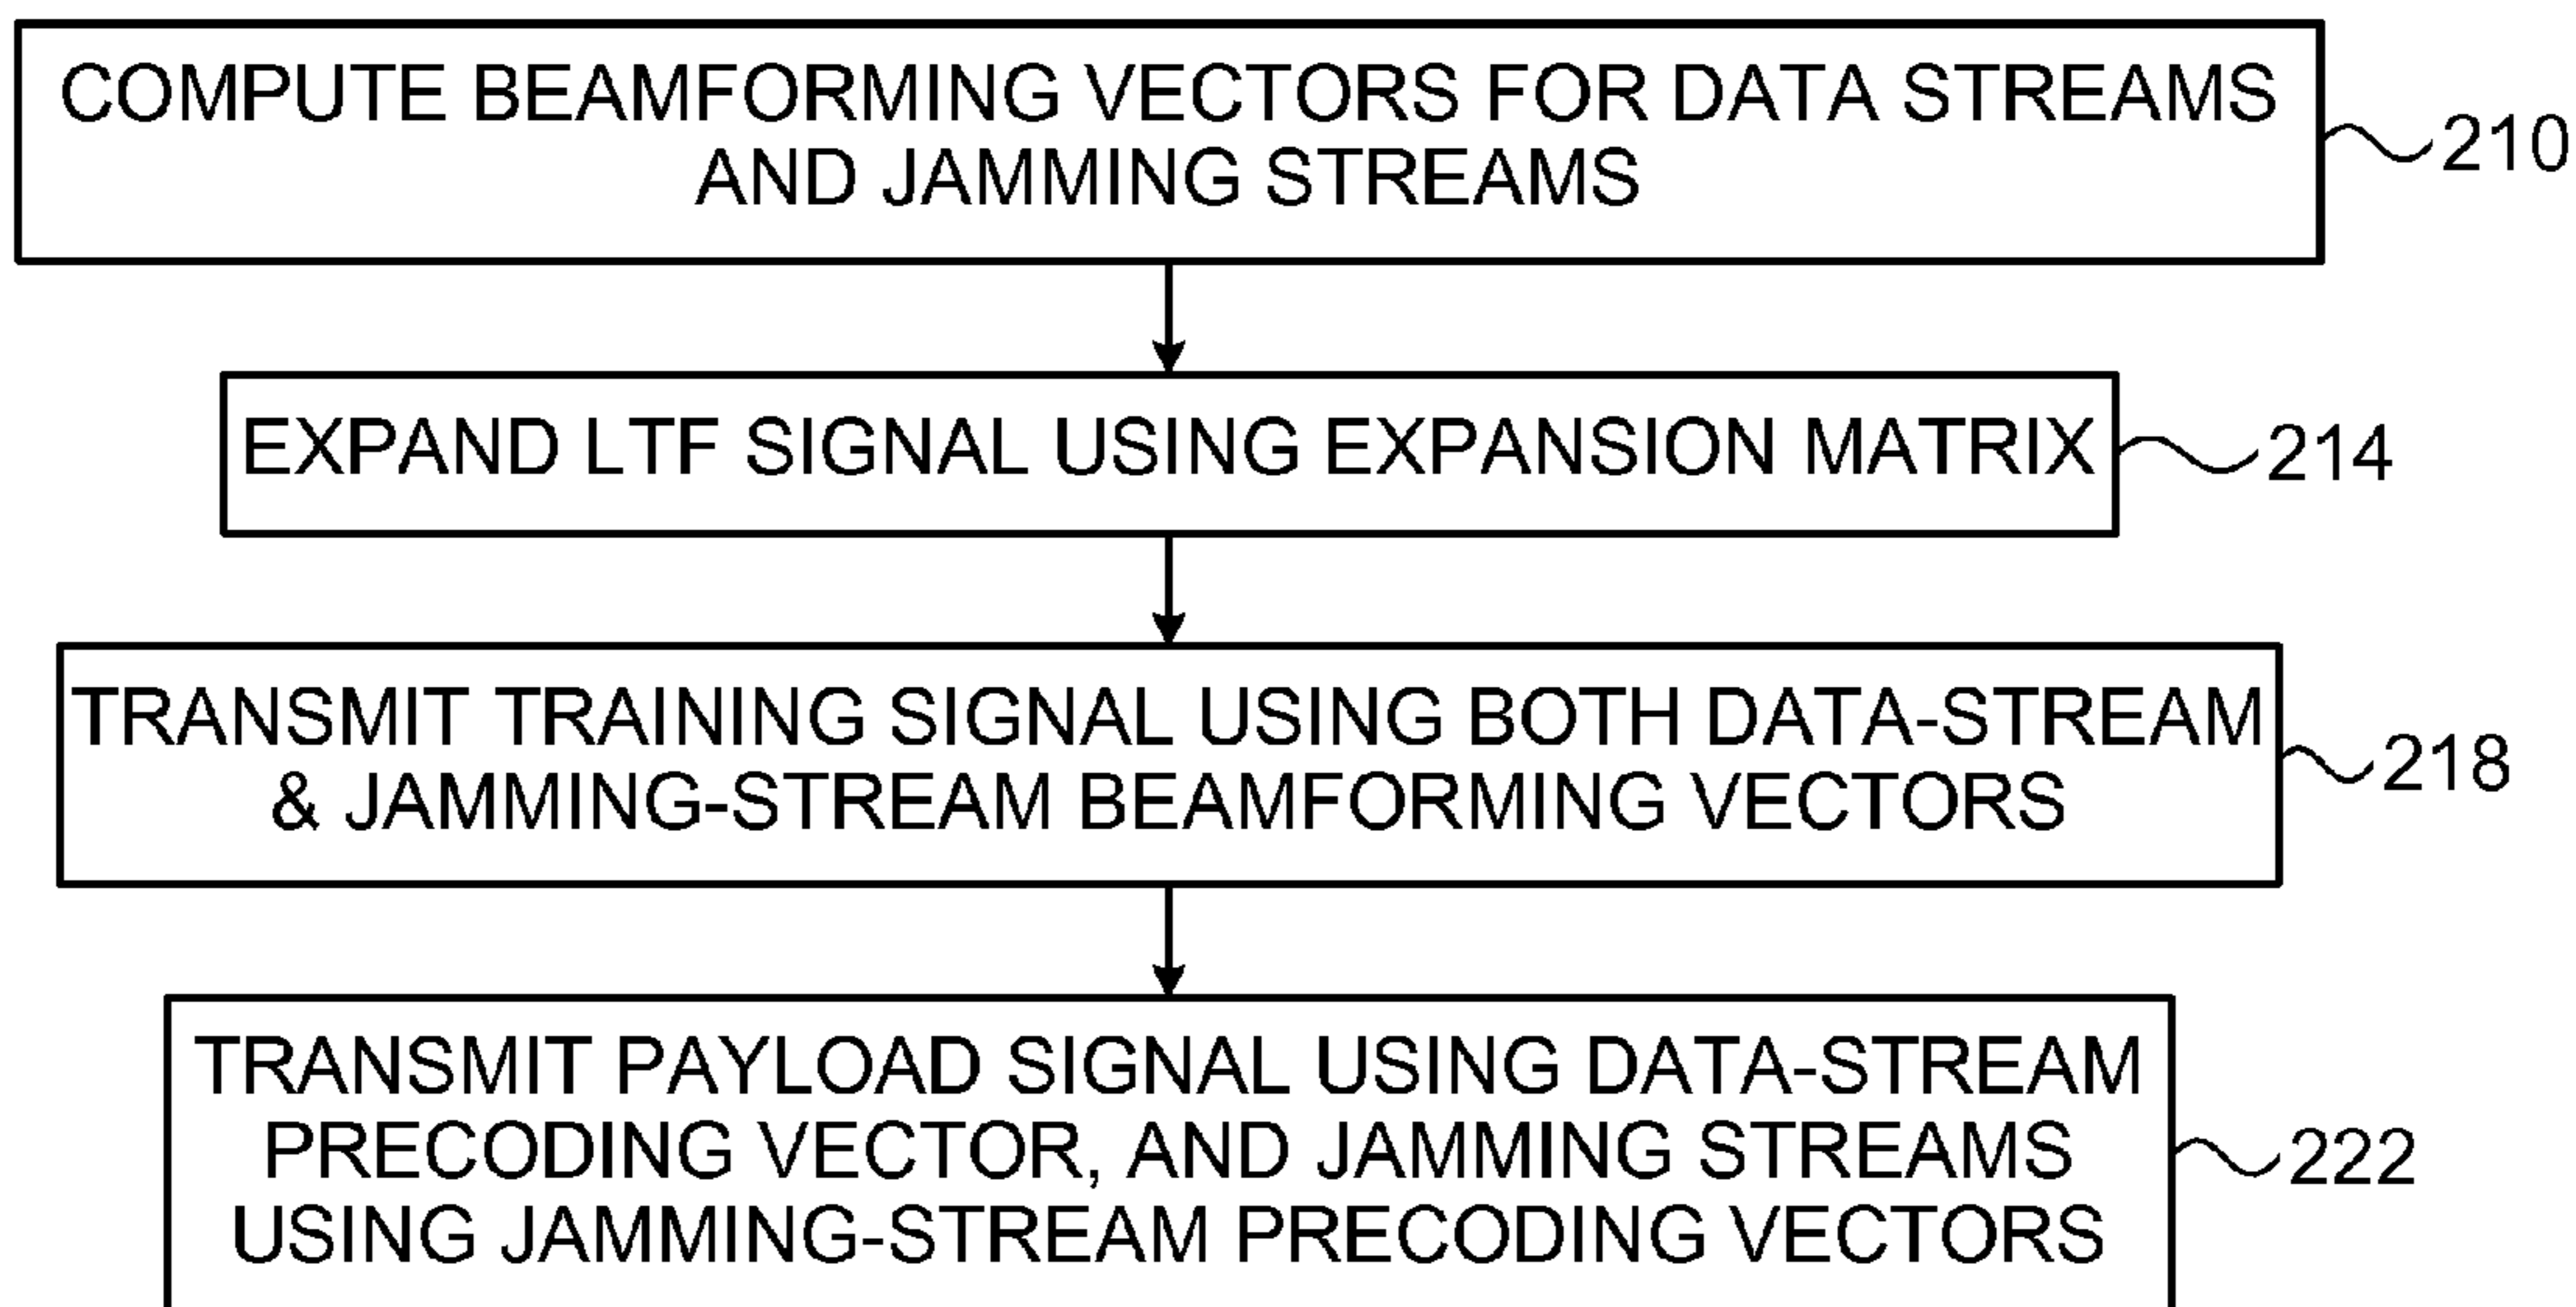 COMPUTE BEAMFORMING VECTORS FOR DATA STREAMS
AND JAMMING STREAMS
210
EXPAND LTF SIGNAL USING EXPANSION MATRIX
214
TRANSMIT TRAINING SIGNAL USING BOTH DATA-STREAM
& JAMMING-STREAM BEAMFORMING VECTORS
218
TRANSMIT PAYLOAD SIGNAL USING DATA-STREAM
PRECODING VECTOR, AND JAMMING STREAMS
USING JAMMING-STREAM PRECODING VECTORS
222